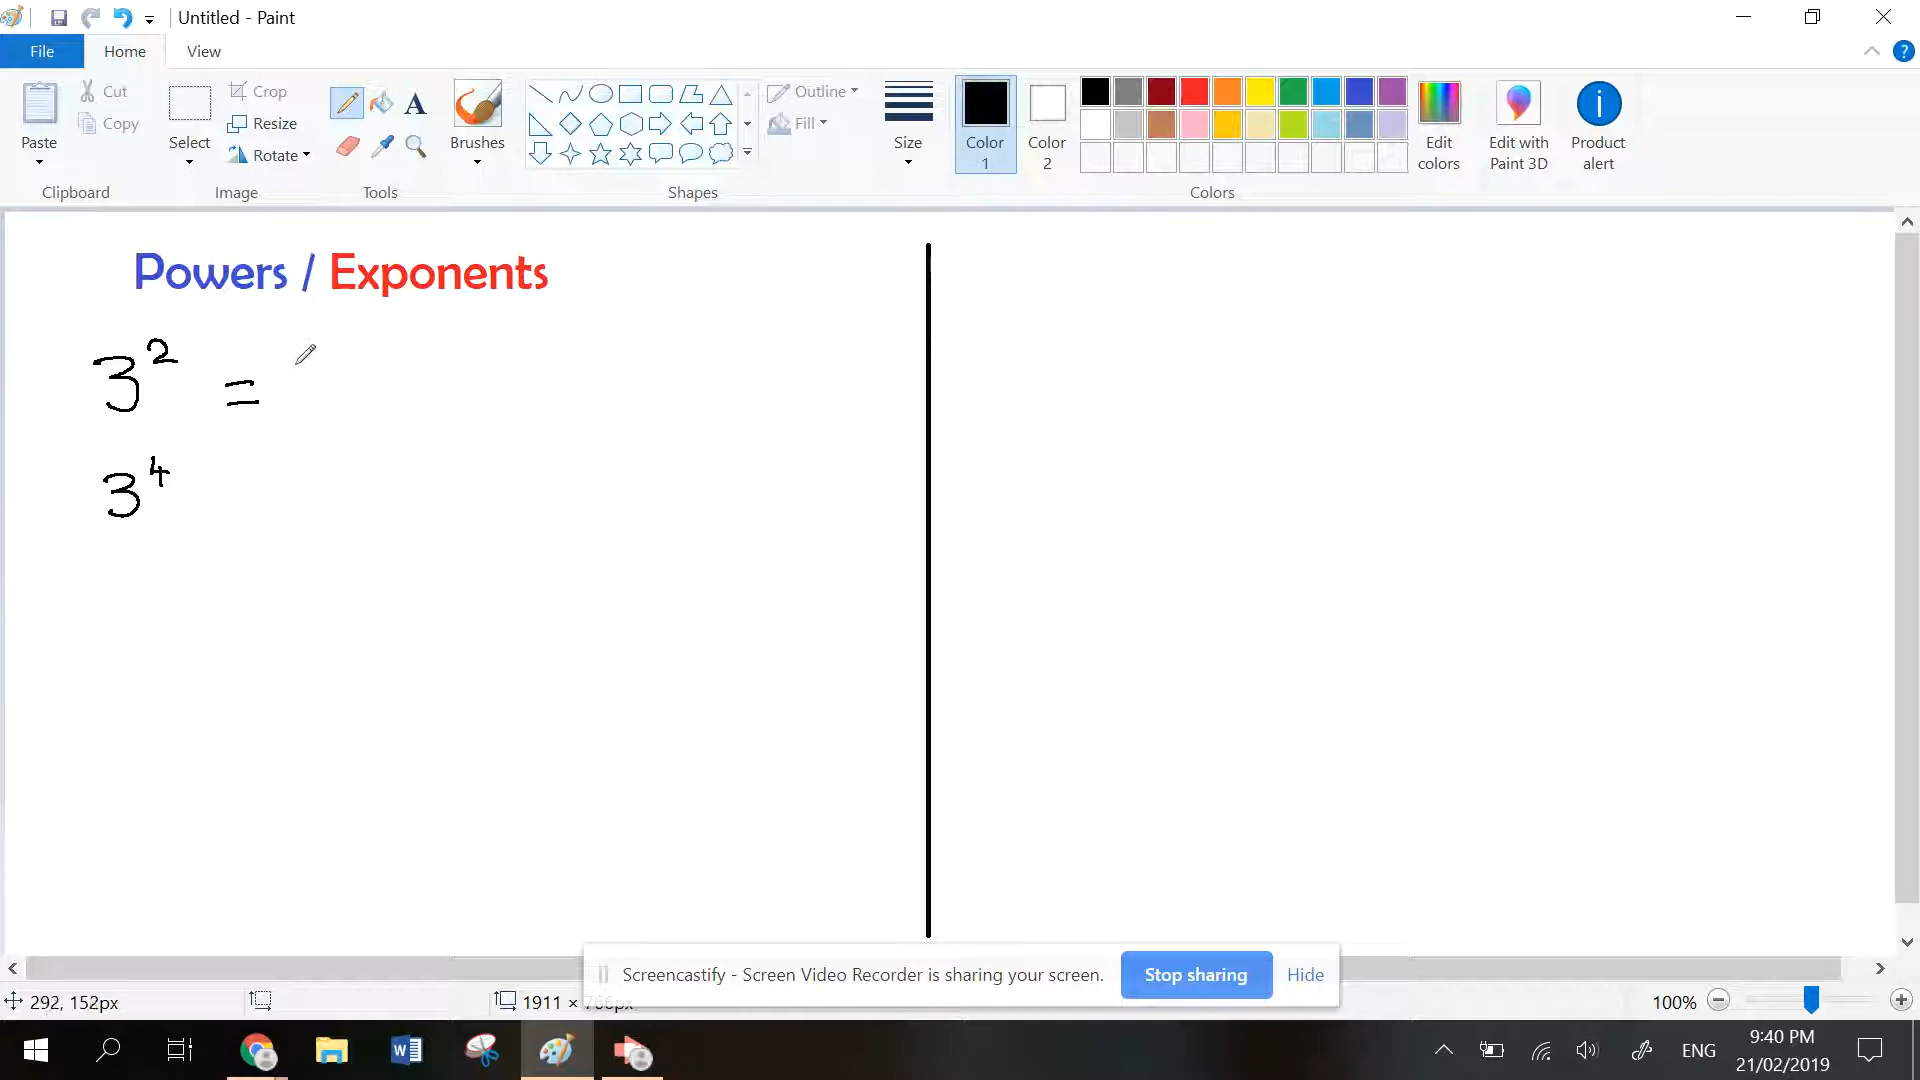 Untitled - Paint
File Home View
Paste Cut Copy Select Crop Resize Rotate A Brushes Outline Fill Size Color 1 Color 2 Edit colors Edit with Paint 3D Product alert
Clipboard Image Tools Shapes Colors
Powers / Exponents
3² =
3⁴
Screencastify - Screen Video Recorder is sharing your screen. Stop sharing Hide
292, 152px 1911 × 766px 100%
ENG 9:40 PM
21/02/2019